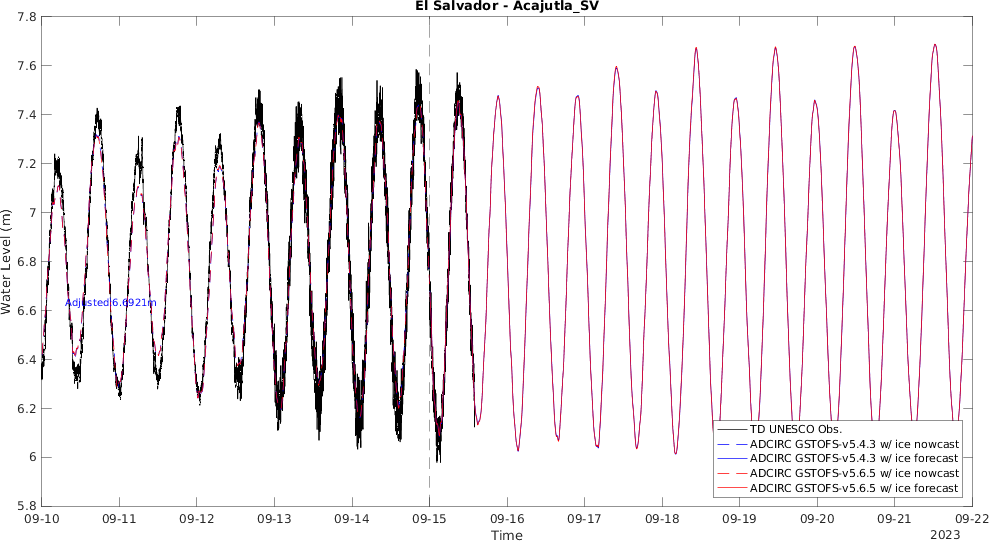 El Salvador - Acajutla_SV
7.8
7.6
7.4
7.2
7
6.8
6.6
6.4
6.2
6
5.8
Water Level (m)
Adjusted 6.6921m
TD UNESCO Obs.
ADCIRC GSTOFS-v5.4.3 w/ ice nowcast
ADCIRC GSTOFS-v5.4.3 w/ ice forecast
ADCIRC GSTOFS-v5.6.5 w/ ice nowcast
ADCIRC GSTOFS-v5.6.5 w/ ice forecast
09-10 09-11 09-12 09-13 09-14 09-15 09-16 09-17 09-18 09-19 09-20 09-21 09-22
Time
2023